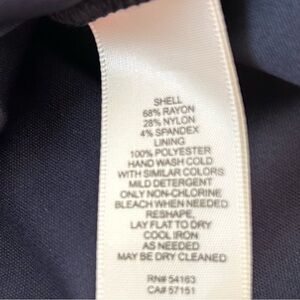 SHELL
68% RAYON
28% NYLON
4% SPANDEX
LINING
100% POLYESTER
HAND WASH COLD
WITH SIMILAR COLORS
MILD DETERGENT
ONLY NON-CHLORINE
BLEACH WHEN NEEDED
RESHAPE,
LAY FLAT TO DRY
COOL IRON
AS NEEDED
MAY BE DRY CLEANED
RN# 54163
CA# 57151